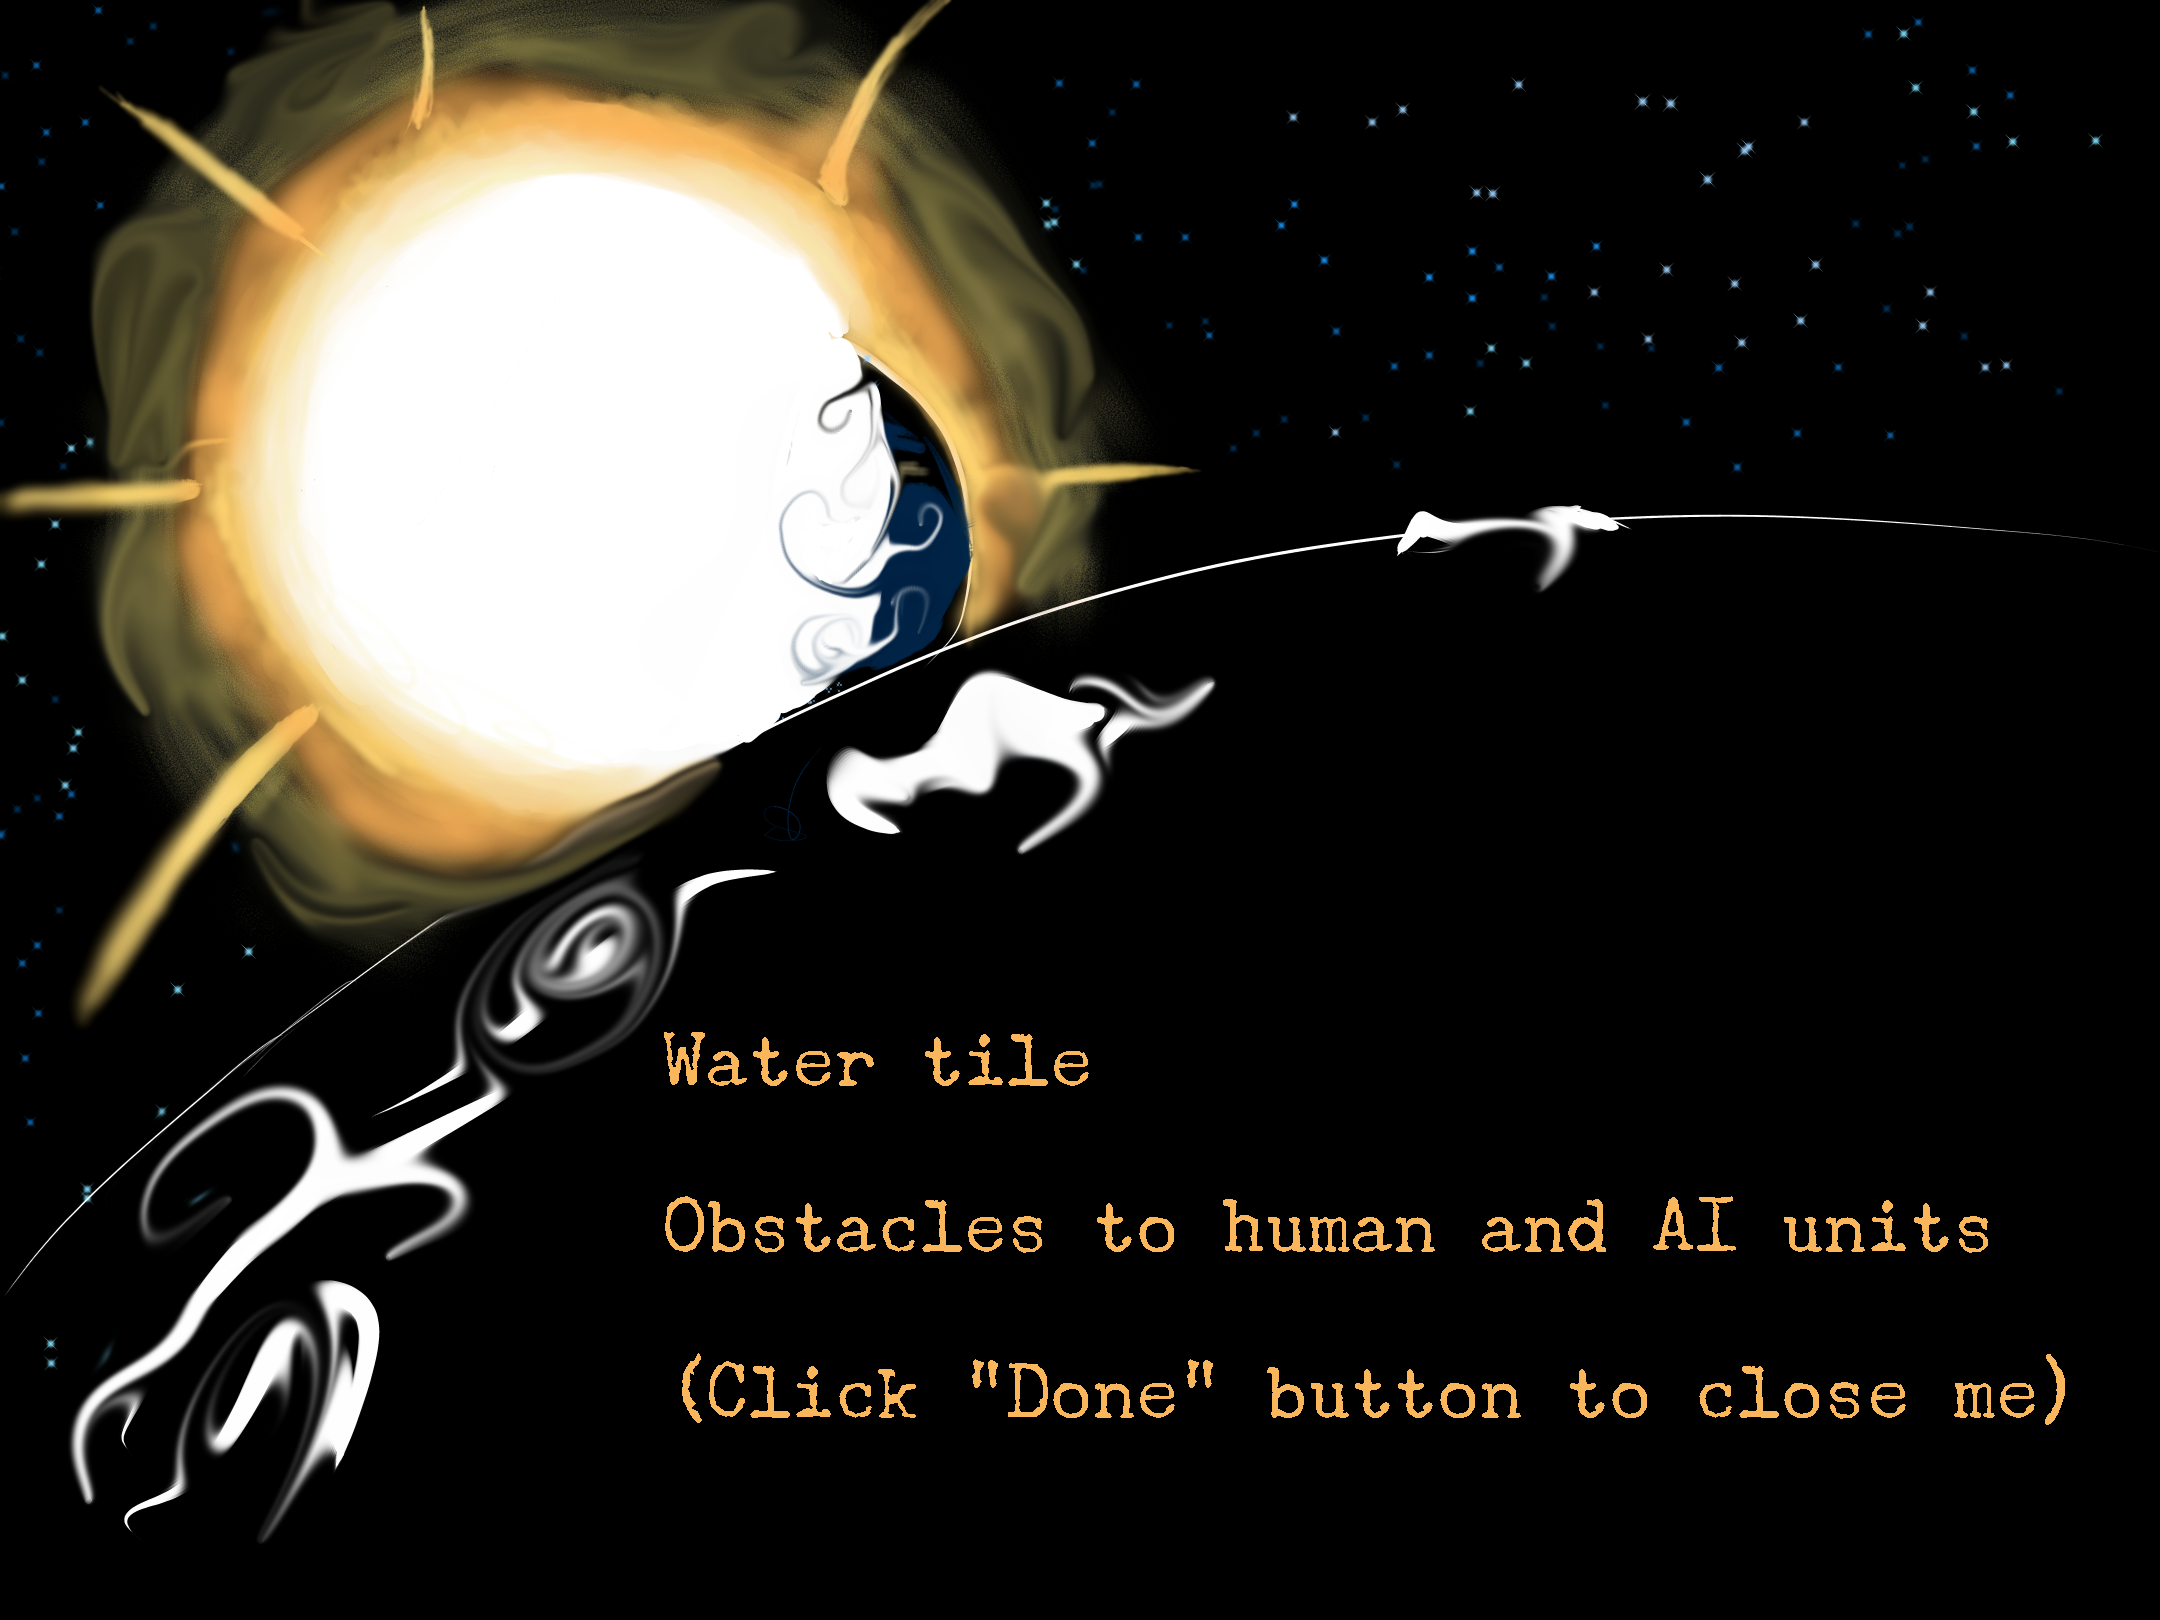 Water tile
Obstacles to human and AI units
(Click "Done" button to close me)